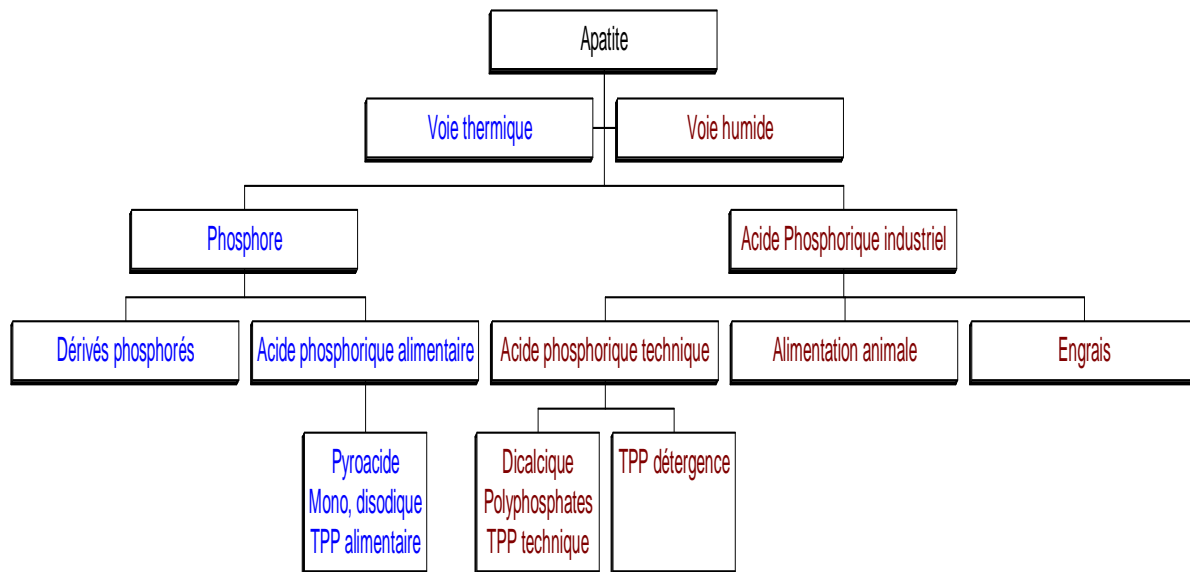 Apatite
Voie thermique
Voie humide
Phosphore
Acide Phosphorique industriel
Dérivés phosphorés
Acide phosphorique alimentaire
Acide phosphorique technique
Alimentation animale
Engrais
Pyroacide
Mono, disodique
TPP alimentaire
Dicalcique
Polyphosphates
TPP technique
TPP détergence